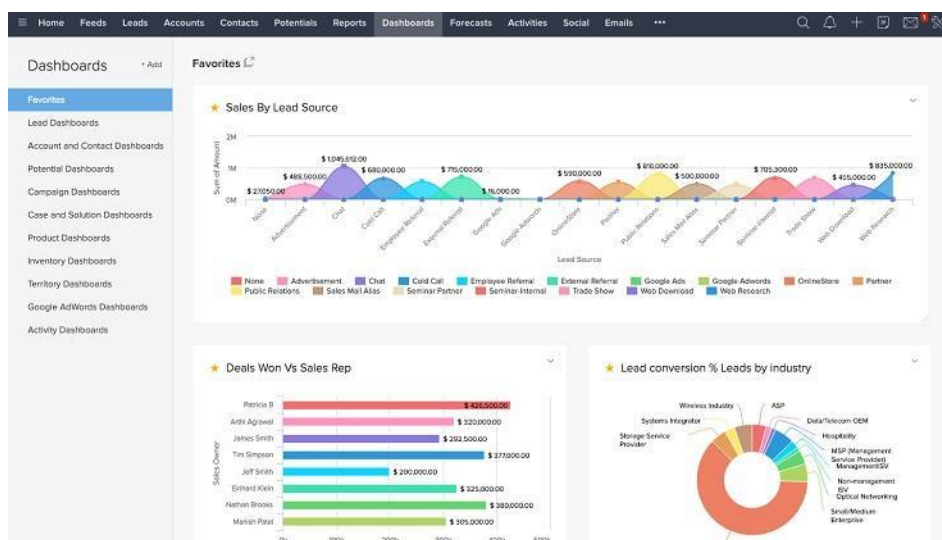 Home Feeds Leads Accounts Contacts Potentials Reports Dashboards Forecasts Activities Social Emails •••
1
Dashboards
+ Add
Favorites
Lead Dashboards
Account and Contact Dashboards
Potential Dashboards
Campaign Dashboards
Case and Solution Dashboards
Product Dashboards
Inventory Dashboards
Territory Dashboards
Google AdWords Dashboards
Activity Dashboards
Favorites
Sales By Lead Source
Sum of Amount
2M
1M
0M
$ 27,050.00
$ 488,500.00
$ 1,045,612.00
$ 680,000.00
$ 715,000.00
$ 16,000.00
$ 590,000.00
$ 810,000.00
$ 500,000.00
$ 705,300.00
$ 455,000.00
$ 835,000.00
None
Advertisement
Chat
Cold Call
Employee Referral
External Referral
Google Ads
Google Adwords
OnlineStore
Partner
Public Relations
Sales Mail Alias
Seminar Partner
Seminar-Internal
Trade Show
Web Download
Web Research
Lead Source
None Advertisement Chat Cold Call Employee Referral External Referral Google Ads Google Adwords OnlineStore Partner
Public Relations Sales Mail Alias Seminar Partner Seminar-Internal Trade Show Web Download Web Research
Deals Won Vs Sales Rep
Sales Owner
Patricia B $ 426,500.00
Arthi Agrawal $ 320,000.00
James Smith $ 292,500.00
Tim Simpson $ 377,000.00
Jeff Smith $ 200,000.00
Einhard Klein $ 325,000.00
Nathan Brooks $ 380,000.00
Manish Patel $ 305,000.00
Lead conversion % Leads by industry
Wireless Industry
ASP
Systems Integrator
Data/Telecom OEM
Storage Service
Provider
Hospitality
MSP (Management
Service Provider)
ManagementISV
Non-management
ISV
Optical Networking
Small/Medium
Enterprise